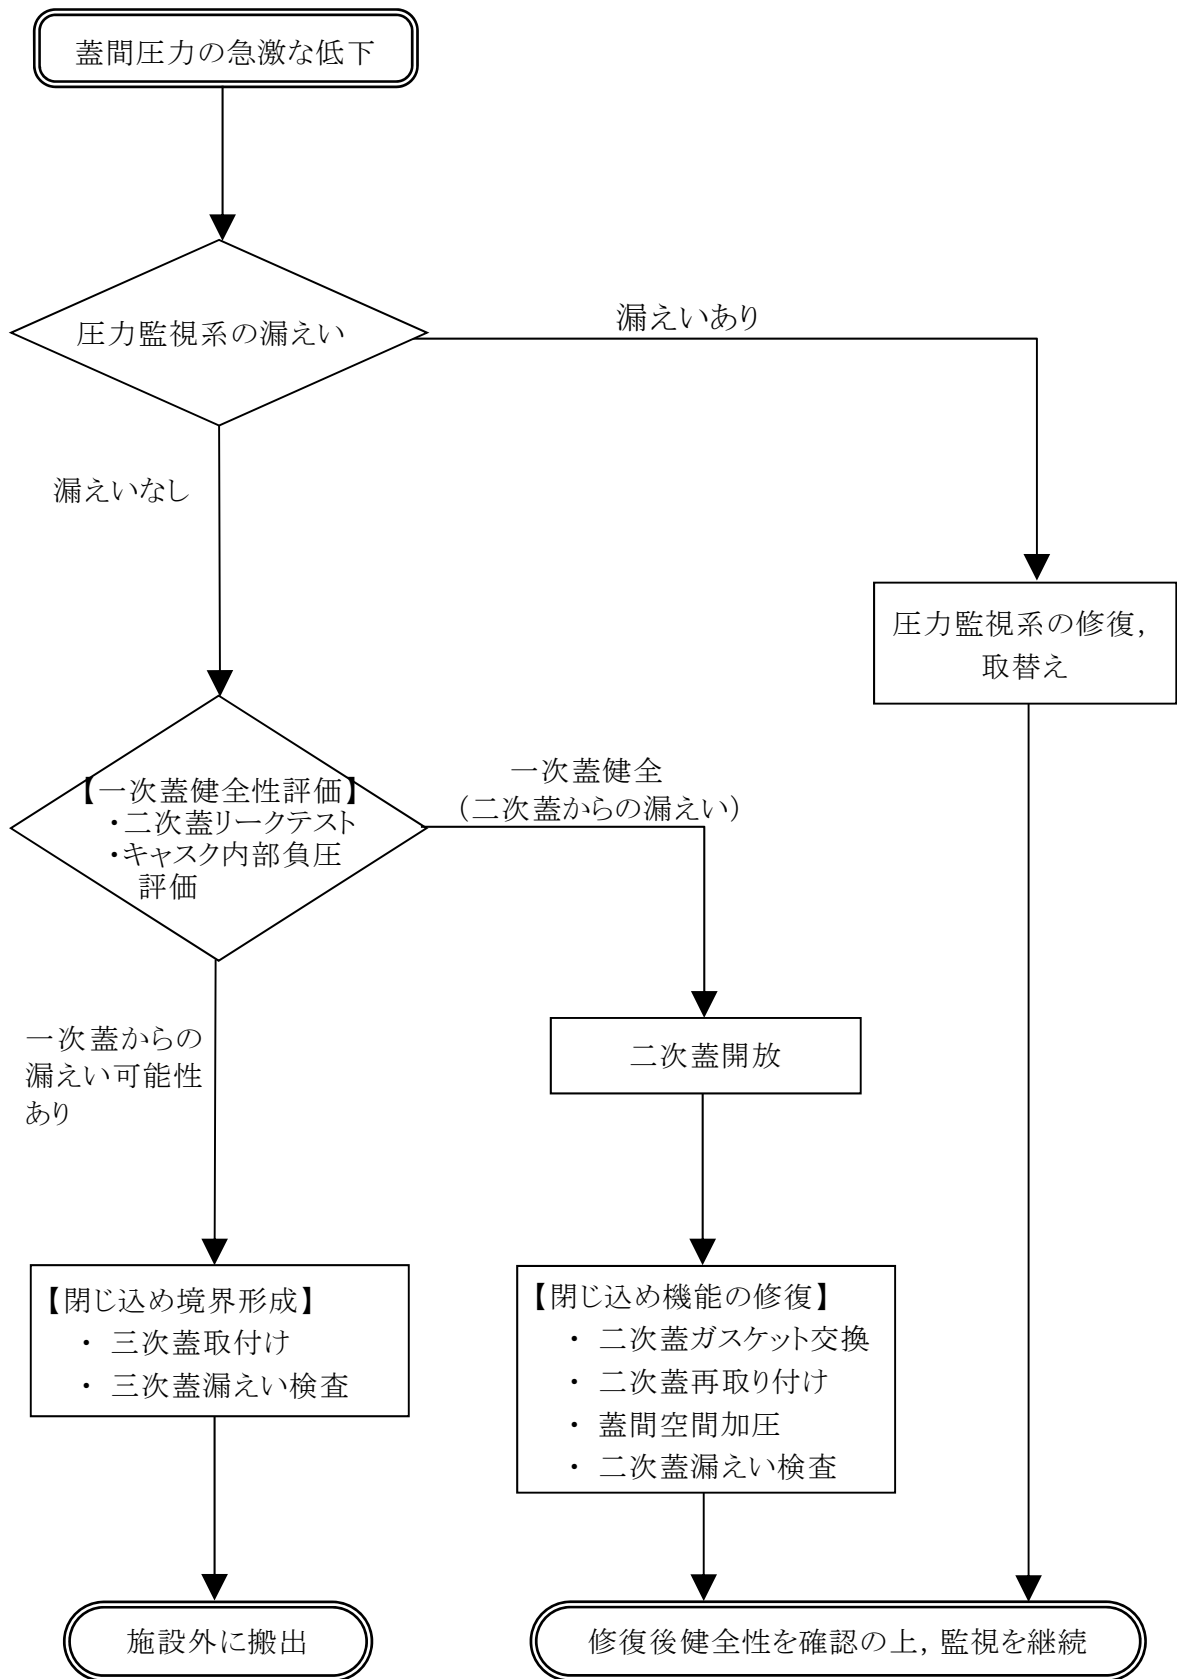 蓋間圧力の急激な低下
圧力監視系の漏えい
漏えいあり
漏えいなし
圧力監視系の修復,
取替え
【一次蓋健全性評価】
・二次蓋リークテスト
・キャスク内部負圧
評価
一次蓋健全
(二次蓋からの漏えい)
一次蓋からの
漏えい可能性
あり
二次蓋開放
【閉じ込め境界形成】
・ 三次蓋取付け
・ 三次蓋漏えい検査
【閉じ込め機能の修復】
・ 二次蓋ガスケット交換
・ 二次蓋再取り付け
・ 蓋間空間加圧
・ 二次蓋漏えい検査
施設外に搬出
修復後健全性を確認の上, 監視を継続